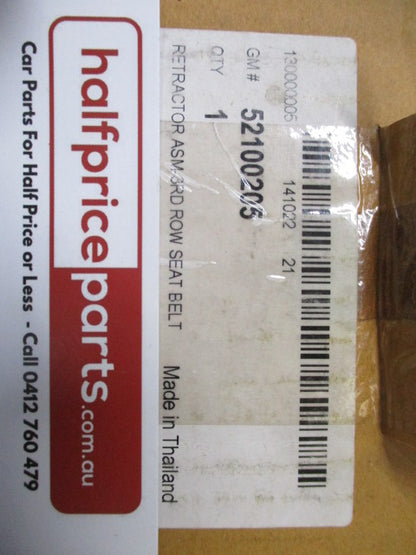 halfpriceparts.com.au
Car Parts For Half Price or Less - Call 0412 760 479
130000005 141022 21
GM # 52100205
QTY 1
RETRACTOR ASM-3RD ROW SEAT BELT
Made in Thailand